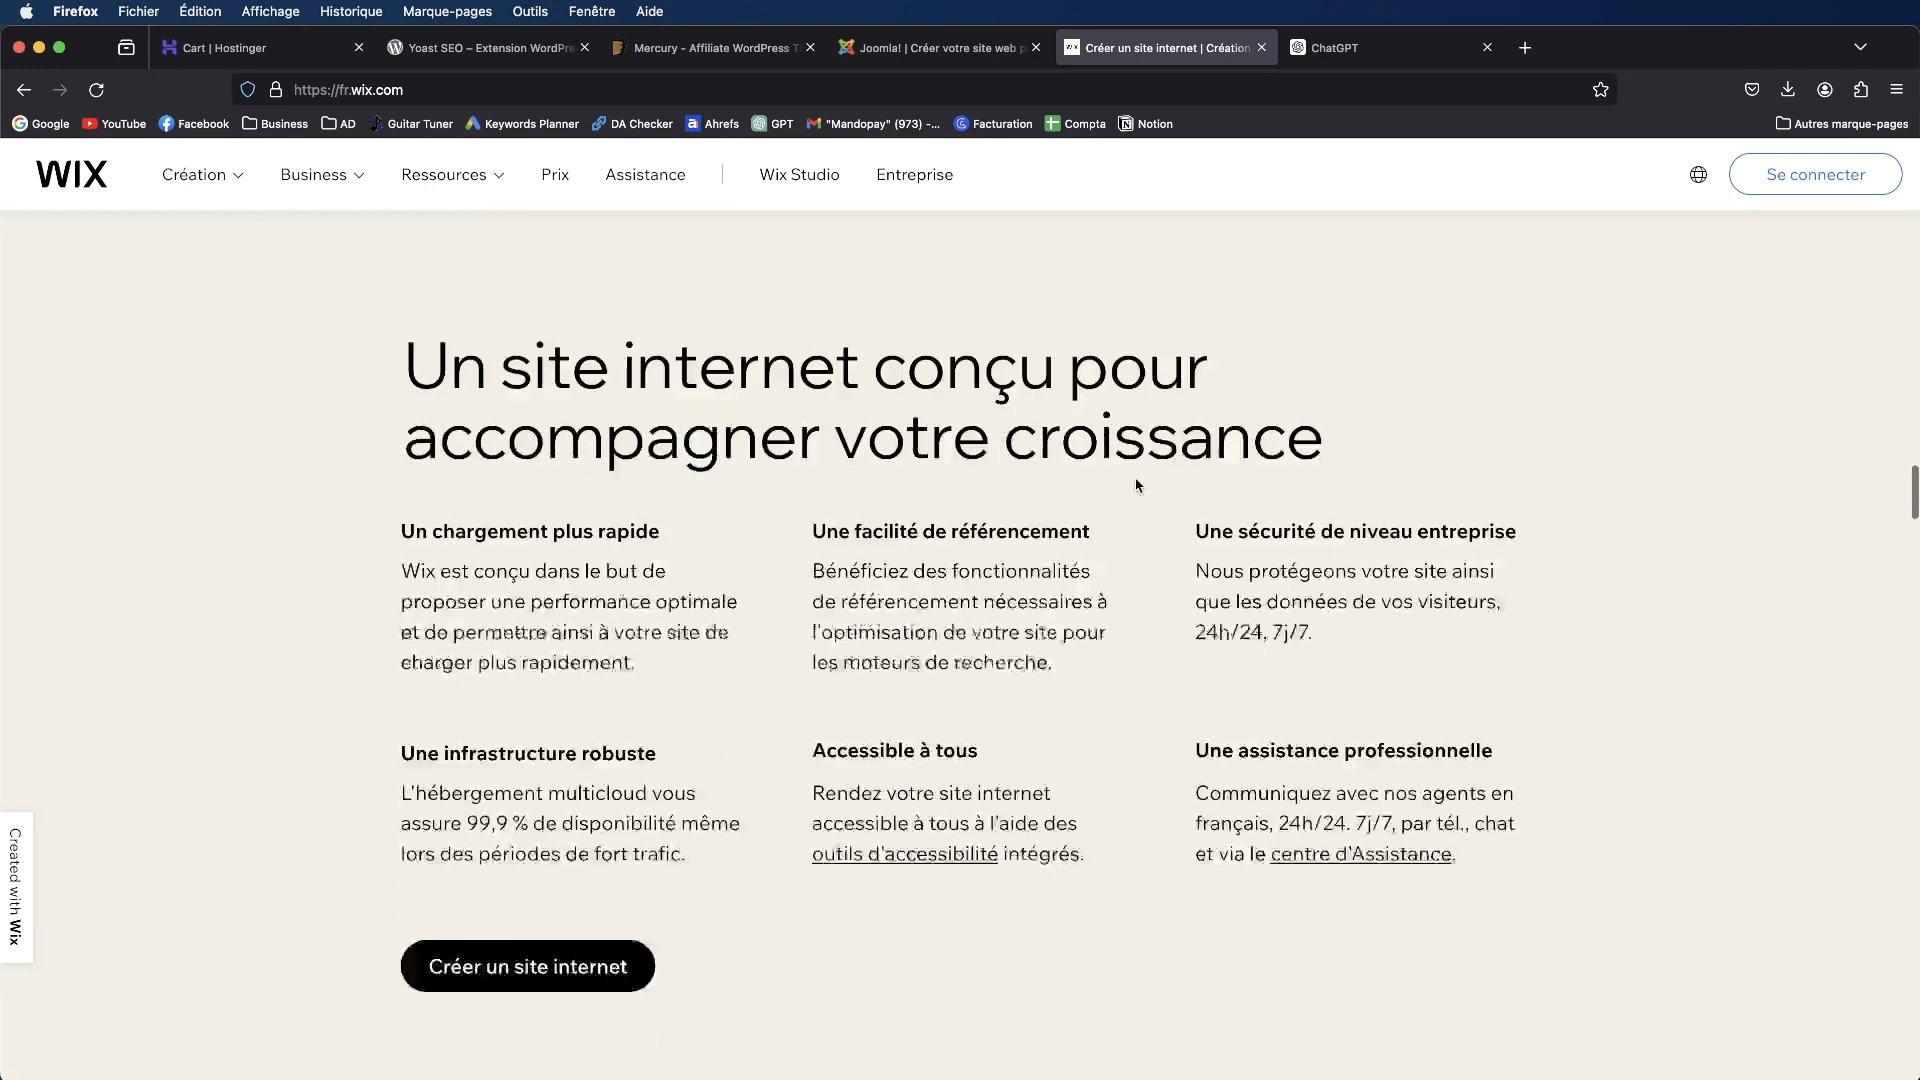 Firefox Fichier Édition Affichage Historique Marque-pages Outils Fenêtre Aide
Cart | Hostinger
Yoast SEO – Extension WordPre
Mercury - Affiliate WordPress T
Joomla! | Créer votre site web p
Créer un site internet | Création
ChatGPT
https://fr.wix.com
Google YouTube Facebook Business AD Guitar Tuner Keywords Planner DA Checker Ahrefs GPT "Mandopay" (973) -... Facturation Compta Notion Autres marque-pages
WIX Création Business Ressources Prix Assistance Wix Studio Entreprise Se connecter
Un site internet conçu pour
accompagner votre croissance
Un chargement plus rapide
Wix est conçu dans le but de
proposer une performance optimale
et de permettre ainsi à votre site de
charger plus rapidement.
Une facilité de référencement
Bénéficiez des fonctionnalités
de référencement nécessaires à
l'optimisation de votre site pour
les moteurs de recherche.
Une sécurité de niveau entreprise
Nous protégeons votre site ainsi
que les données de vos visiteurs,
24h/24, 7j/7.
Une infrastructure robuste
L'hébergement multicloud vous
assure 99,9 % de disponibilité même
lors des périodes de fort trafic.
Accessible à tous
Rendez votre site internet
accessible à tous à l'aide des
outils d'accessibilité intégrés.
Une assistance professionnelle
Communiquez avec nos agents en
français, 24h/24. 7j/7, par tél., chat
et via le centre d'Assistance.
Créer un site internet
Created with Wix